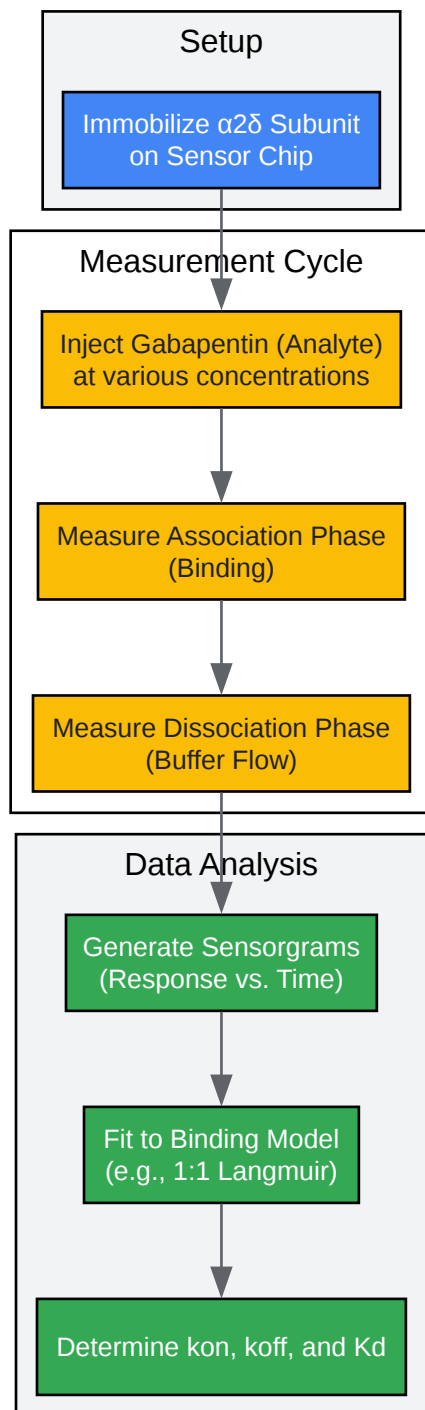 Setup
Immobilize α2δ Subunit
on Sensor Chip
Measurement Cycle
Inject Gabapentin (Analyte)
at various concentrations
Measure Association Phase
(Binding)
Measure Dissociation Phase
(Buffer Flow)
Data Analysis
Generate Sensorgrams
(Response vs. Time)
Fit to Binding Model
(e.g., 1:1 Langmuir)
Determine kon, koff, and Kd